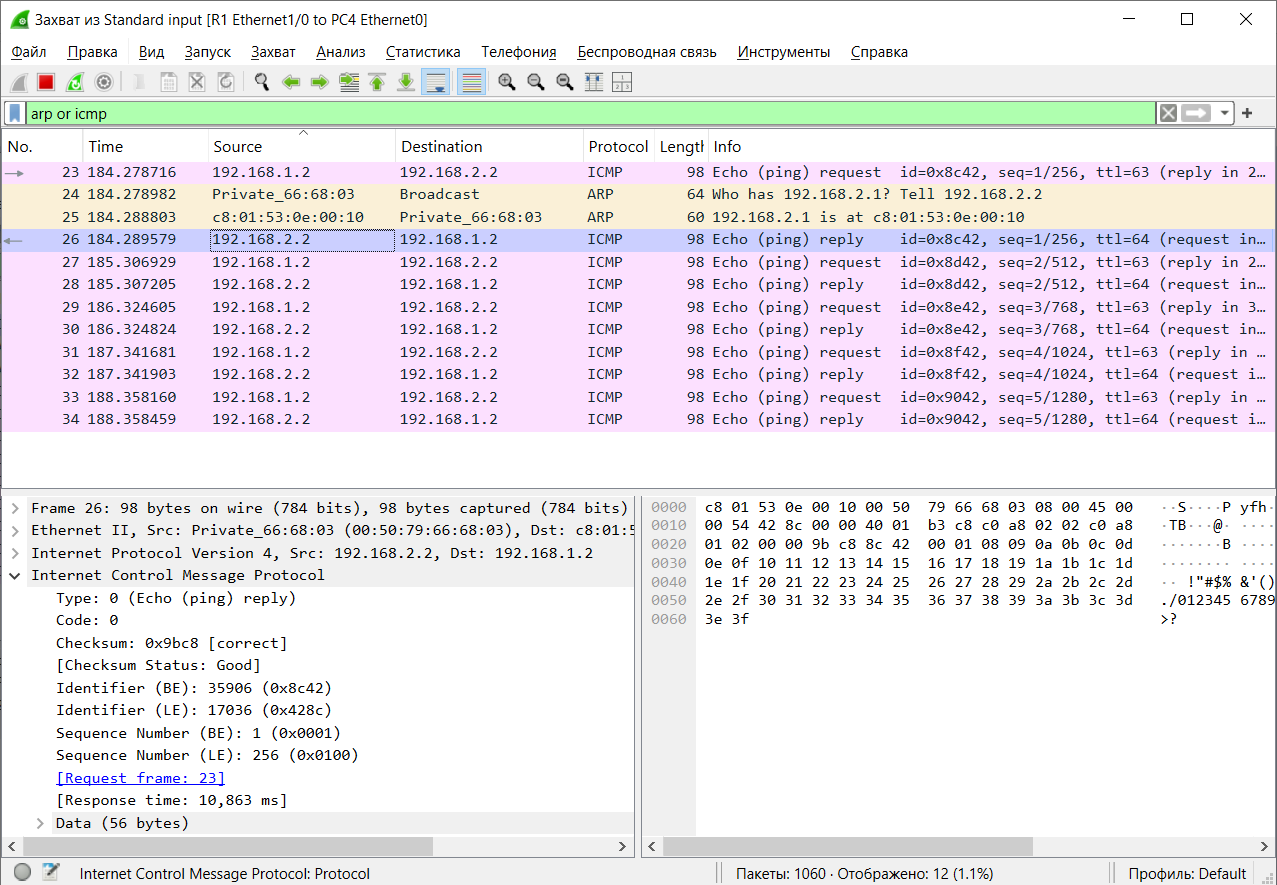 Захват из Standard input [R1 Ethernet1/0 to PC4 Ethernet0]
Файл Правка Вид Запуск Захват Анализ Статистика Телефония Беспроводная связь Инструменты Справка
arp or icmp
No. Time Source Destination Protocol Length Info
23 184.278716 192.168.1.2 192.168.2.2 ICMP 98 Echo (ping) request id=0x8c42, seq=1/256, ttl=63 (reply in 2…
24 184.278982 Private_66:68:03 Broadcast ARP 64 Who has 192.168.2.1? Tell 192.168.2.2
25 184.288803 c8:01:53:0e:00:10 Private_66:68:03 ARP 60 192.168.2.1 is at c8:01:53:0e:00:10
26 184.289579 192.168.2.2 192.168.1.2 ICMP 98 Echo (ping) reply id=0x8c42, seq=1/256, ttl=64 (request in…
27 185.306929 192.168.1.2 192.168.2.2 ICMP 98 Echo (ping) request id=0x8d42, seq=2/512, ttl=63 (reply in 2…
28 185.307205 192.168.2.2 192.168.1.2 ICMP 98 Echo (ping) reply id=0x8d42, seq=2/512, ttl=64 (request in…
29 186.324605 192.168.1.2 192.168.2.2 ICMP 98 Echo (ping) request id=0x8e42, seq=3/768, ttl=63 (reply in 3…
30 186.324824 192.168.2.2 192.168.1.2 ICMP 98 Echo (ping) reply id=0x8e42, seq=3/768, ttl=64 (request in…
31 187.341681 192.168.1.2 192.168.2.2 ICMP 98 Echo (ping) request id=0x8f42, seq=4/1024, ttl=63 (reply in …
32 187.341903 192.168.2.2 192.168.1.2 ICMP 98 Echo (ping) reply id=0x8f42, seq=4/1024, ttl=64 (request i…
33 188.358160 192.168.1.2 192.168.2.2 ICMP 98 Echo (ping) request id=0x9042, seq=5/1280, ttl=63 (reply in …
34 188.358459 192.168.2.2 192.168.1.2 ICMP 98 Echo (ping) reply id=0x9042, seq=5/1280, ttl=64 (request i…
Frame 26: 98 bytes on wire (784 bits), 98 bytes captured (784 bits)
Ethernet II, Src: Private_66:68:03 (00:50:79:66:68:03), Dst: c8:01:5
Internet Protocol Version 4, Src: 192.168.2.2, Dst: 192.168.1.2
Internet Control Message Protocol
Type: 0 (Echo (ping) reply)
Code: 0
Checksum: 0x9bc8 [correct]
[Checksum Status: Good]
Identifier (BE): 35906 (0x8c42)
Identifier (LE): 17036 (0x428c)
Sequence Number (BE): 1 (0x0001)
Sequence Number (LE): 256 (0x0100)
[Request frame: 23]
[Response time: 10,863 ms]
Data (56 bytes)
0000 c8 01 53 0e 00 10 00 50 79 66 68 03 08 00 45 00 ··S····P yfh·
0010 00 54 42 8c 00 00 40 01 b3 c8 c0 a8 02 02 c0 a8 ·TB···@· ····
0020 01 02 00 00 9b c8 8c 42 00 01 08 09 0a 0b 0c 0d ·······B ····
0030 0e 0f 10 11 12 13 14 15 16 17 18 19 1a 1b 1c 1d ········ ····
0040 1e 1f 20 21 22 23 24 25 26 27 28 29 2a 2b 2c 2d ·· !"#$% &'()
0050 2e 2f 30 31 32 33 34 35 36 37 38 39 3a 3b 3c 3d ./012345 6789
0060 3e 3f >?
Internet Control Message Protocol: Protocol
Пакеты: 1060 · Отображено: 12 (1.1%)
Профиль: Default